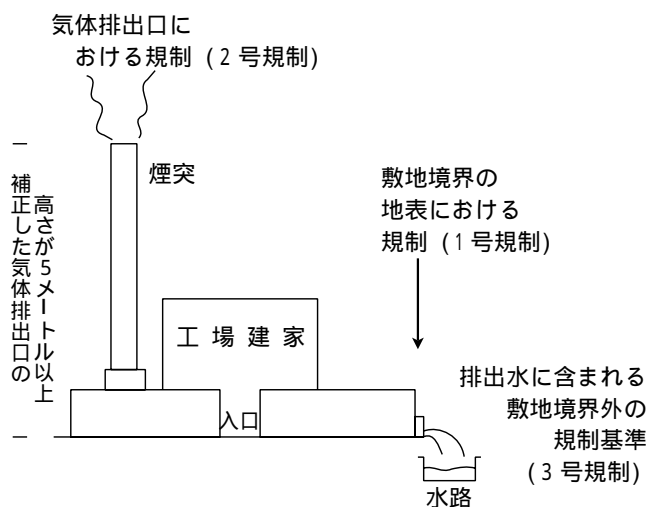 気体排出口に
おける規制 (2号規制)
煙突
補正した気体排出口の
高さが5メートル以上
敷地境界の
地表における
規制 (1号規制)
工場建家
入口
排出水に含まれる
敷地境界外の
規制基準
(3号規制)
水路